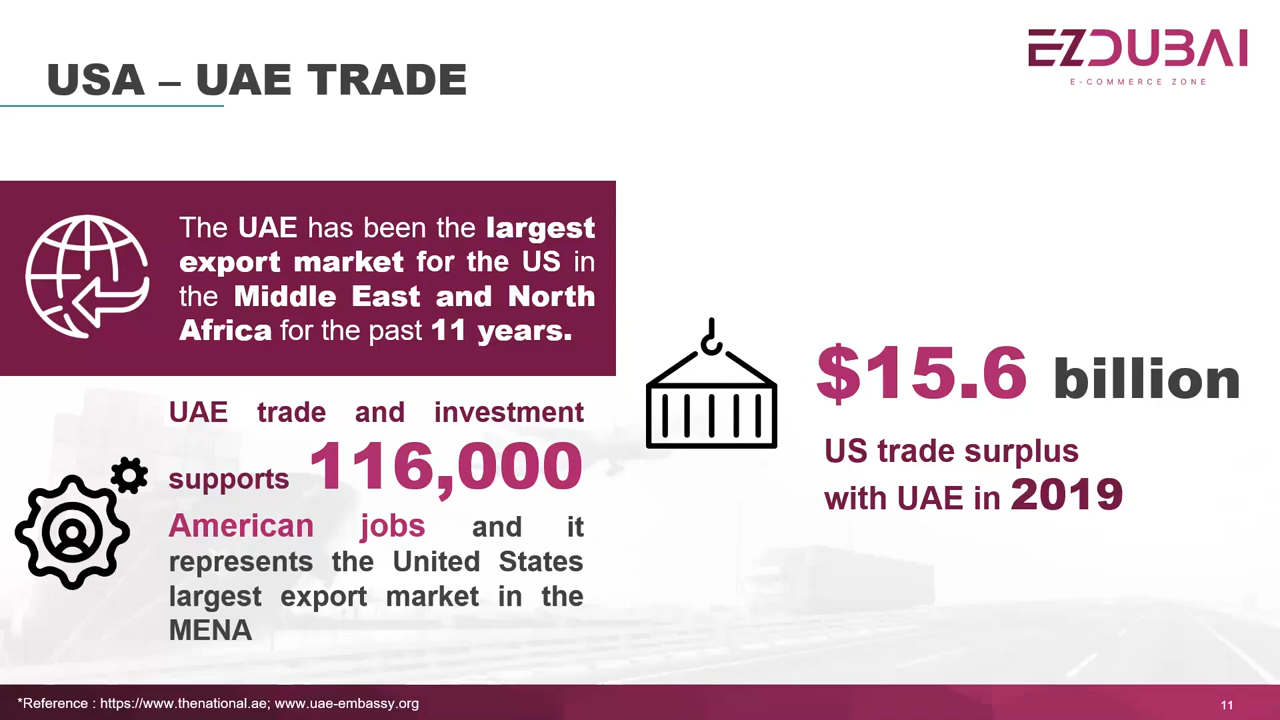 USA – UAE TRADE
EZDUBAI
E-COMMERCE ZONE
The UAE has been the largest
export market for the US in
the Middle East and North
Africa for the past 11 years.
UAE trade and investment
supports 116,000
American jobs and it
represents the United States
largest export market in the
MENA
$15.6 billion
US trade surplus
with UAE in 2019
*Reference : https://www.thenational.ae; www.uae-embassy.org
11